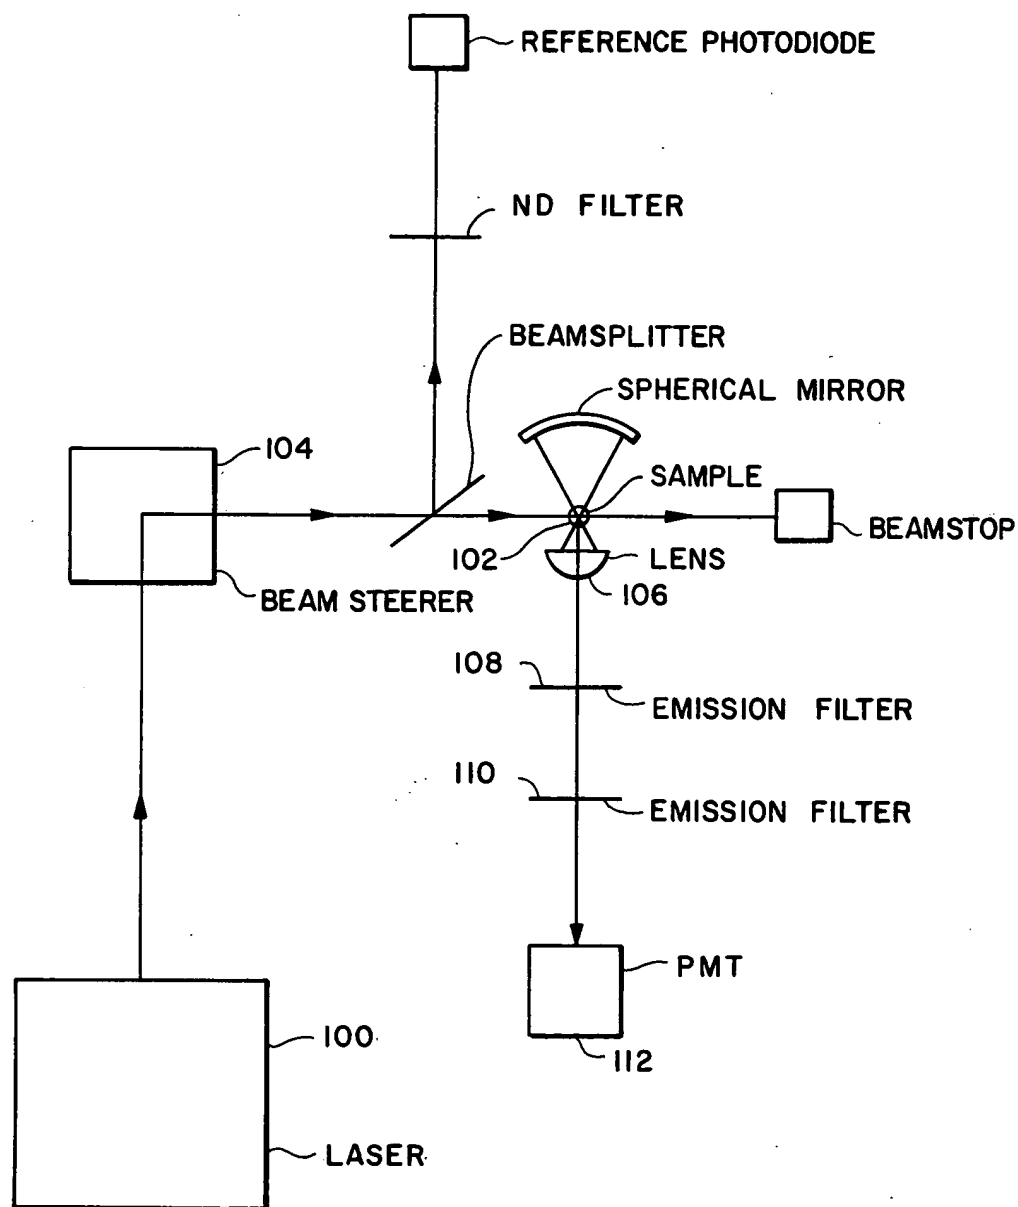 REFERENCE PHOTODIODE
ND FILTER
BEAMSPLITTER
SPHERICAL MIRROR
104
SAMPLE
BEAMSTOP
102
LENS
BEAM STEERER
106
108
EMISSION FILTER
110
EMISSION FILTER
PMT
100
112
LASER